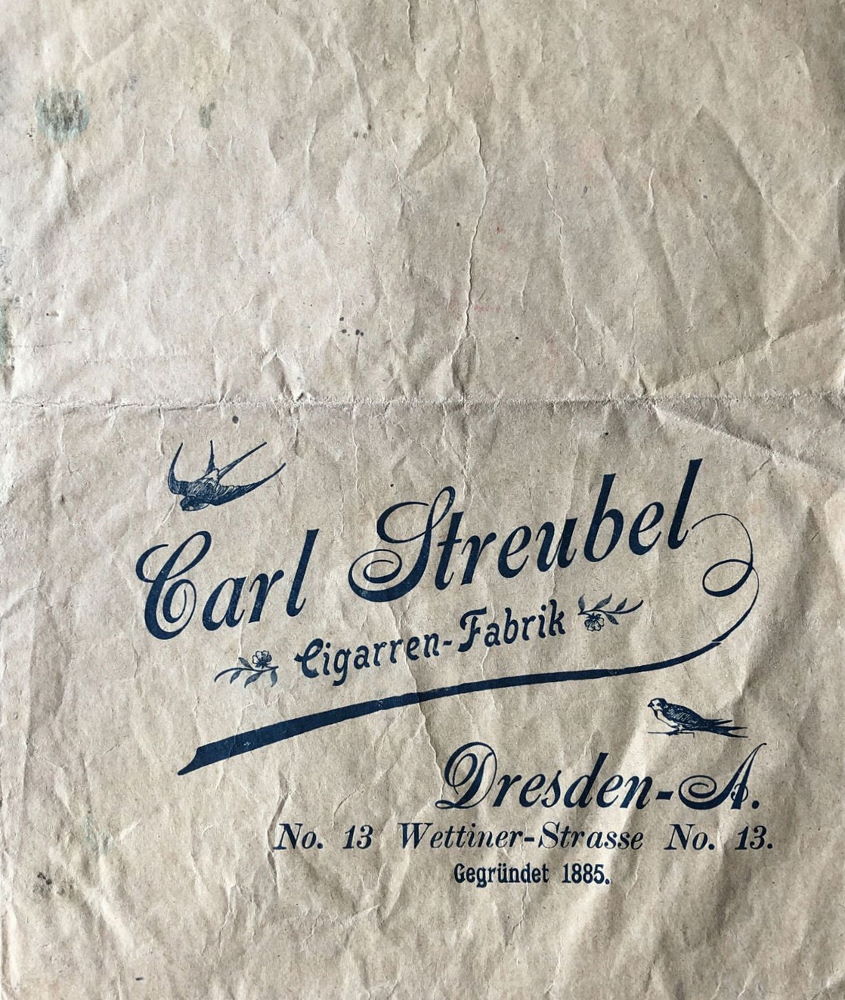 Carl Streubel
Cigarren-Fabrik
Dresden-A.
No. 13 Wettiner-Strasse No. 13.
Gegründet 1885.